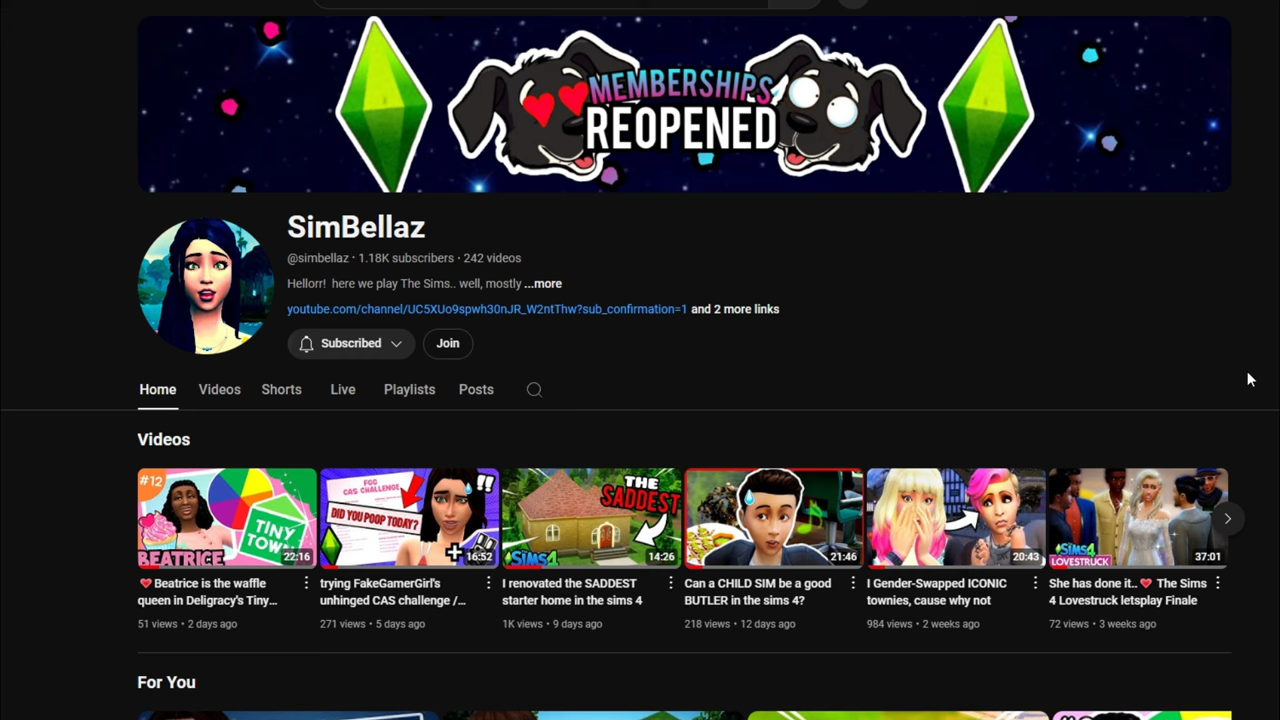 MEMBERSHIPS
REOPENED
SimBellaz
@simbellaz · 1.18K subscribers · 242 videos
Hellorr! here we play The Sims.. well, mostly ...more
youtube.com/channel/UC5XUo9spwh30nJR_W2ntThw?sub_confirmation=1 and 2 more links
Subscribed
Join
Home Videos Shorts Live Playlists Posts
Videos
#12
TINY
TOWN
BEATRICE
22:16
CAS CHALLENGE
DID YOU POOP TODAY?
!!
16:52
THE
SADDEST
SIMS4
14:26
21:46
20:43
SIMS4
LOVESTRUCK
37:01
❤Beatrice is the waffle
queen in Deligracy's Tiny...
51 views • 2 days ago
trying FakeGamerGirl's
unhinged CAS challenge /...
271 views • 5 days ago
I renovated the SADDEST
starter home in the sims 4
1K views • 9 days ago
Can a CHILD SIM be a good
BUTLER in the sims 4?
218 views • 12 days ago
I Gender-Swapped ICONIC
townies, cause why not
984 views • 2 weeks ago
She has done it..❤ The Sims
4 Lovestruck letsplay Finale
72 views • 3 weeks ago
For You